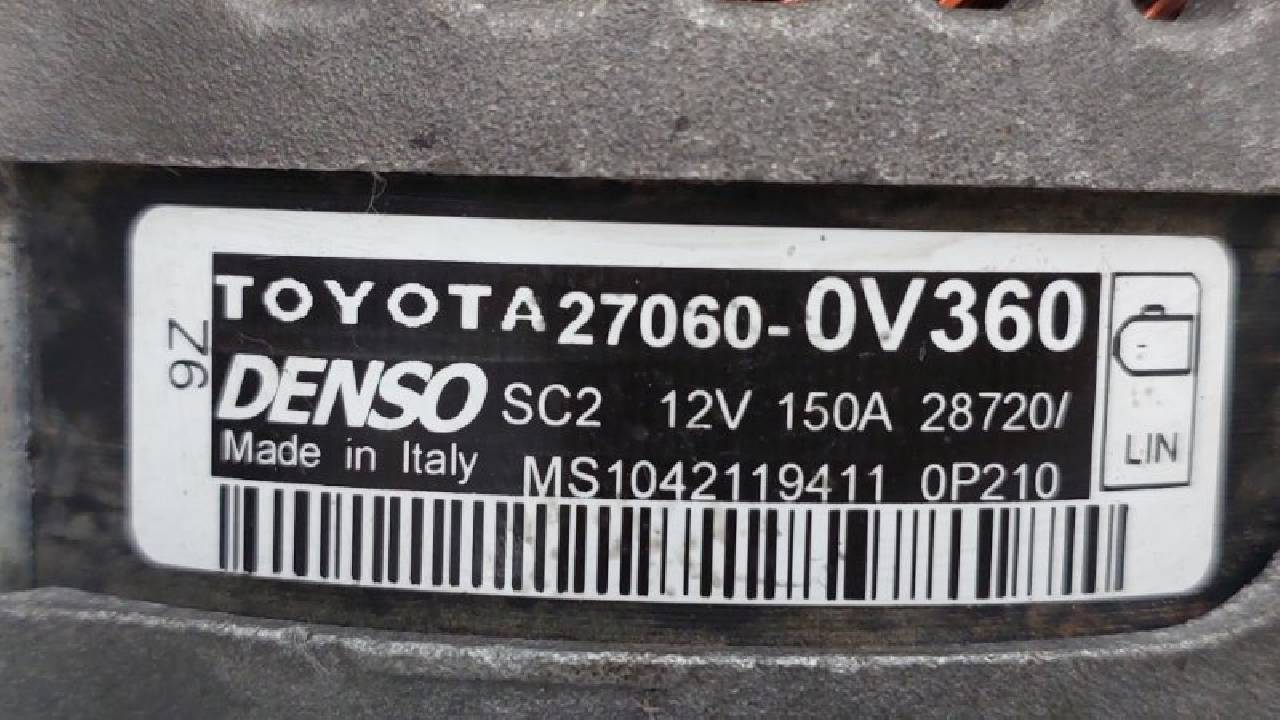 TOYOTA 27060-0V360
DENSO SC2 12V 150A 28720/
Made in Italy MS1042119411 0P210
9Z
LIN